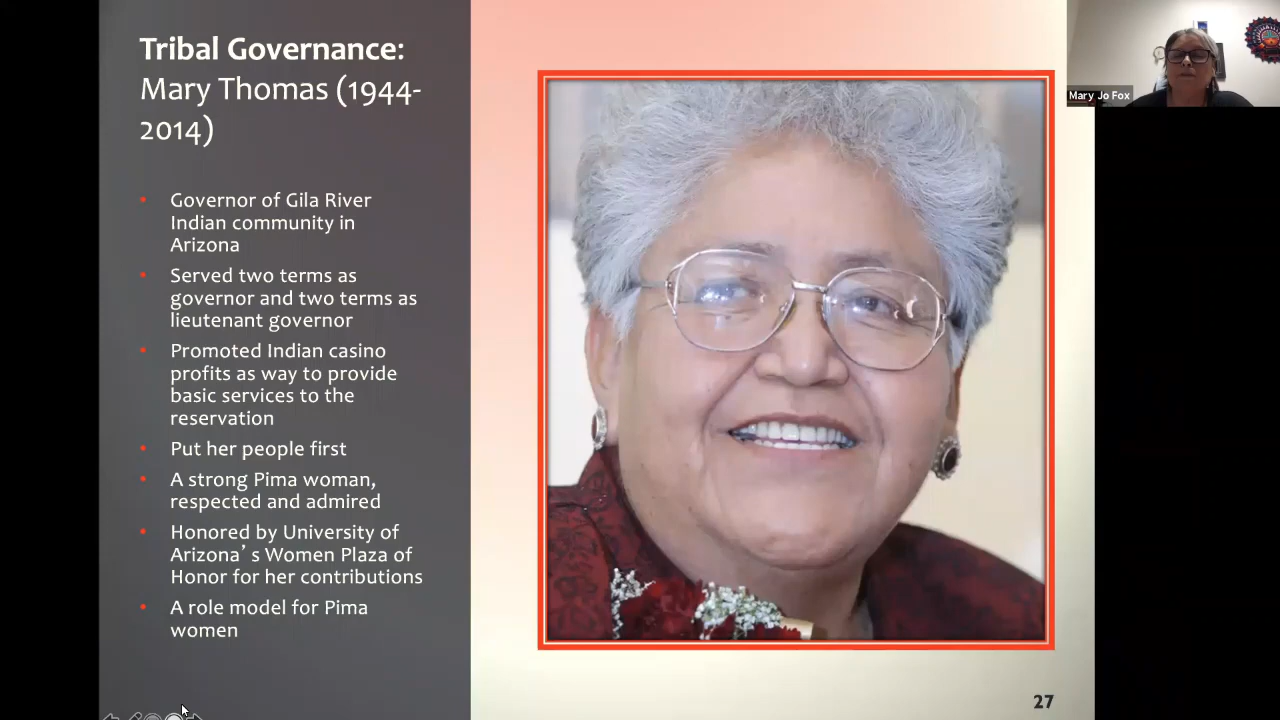 Tribal Governance:
Mary Thomas (1944-
2014)
• Governor of Gila River
Indian community in
Arizona
• Served two terms as
governor and two terms as
lieutenant governor
• Promoted Indian casino
profits as way to provide
basic services to the
reservation
• Put her people first
• A strong Pima woman,
respected and admired
• Honored by University of
Arizona’s Women Plaza of
Honor for her contributions
• A role model for Pima
women
27
Mary Jo Fox